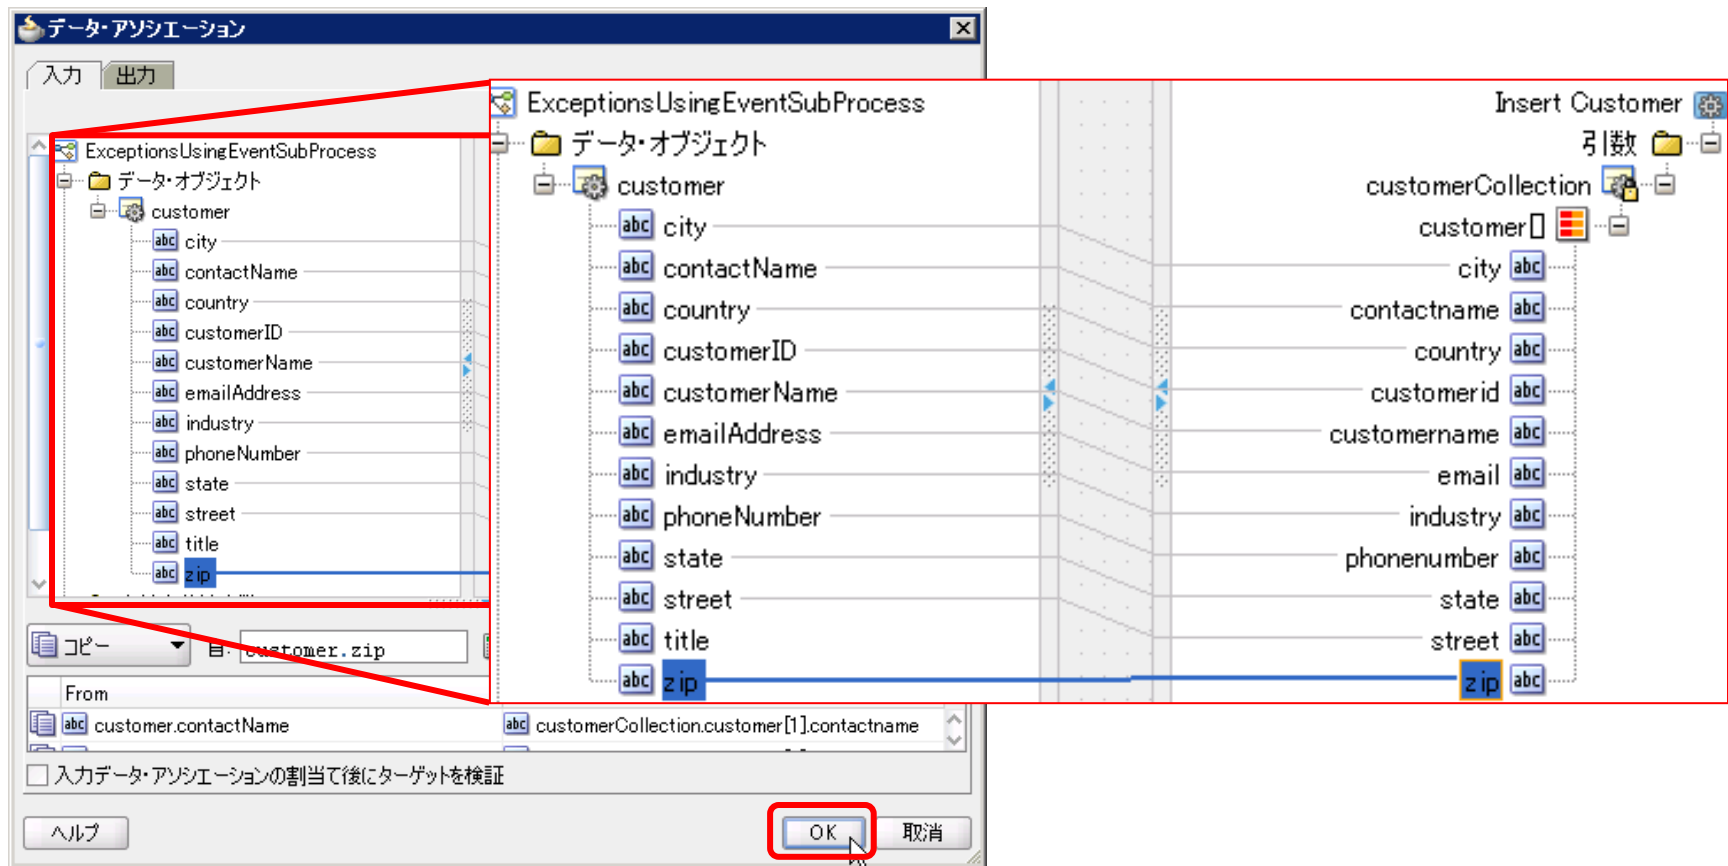 データ・アソシエーション
入力
出力
ExceptionsUsingEventSubProcess
データ・オブジェクト
customer
city
contactName
country
customerID
customerName
emailAddress
industry
phoneNumber
state
street
title
zip
ExceptionsUsingEventSubProcess
データ・オブジェクト
customer
city
contactName
country
customerID
customerName
emailAddress
industry
phoneNumber
state
street
title
zip
Insert Customer
引数
customerCollection
customer[]
city
contactname
country
customerid
customername
email
industry
phonenumber
state
street
zip
コピー
自:
customer.zip
From
customer.contactName
customerCollection.customer[1].contactname
入力データ・アソシエーションの割当て後にターゲットを検証
ヘルプ
OK
取消